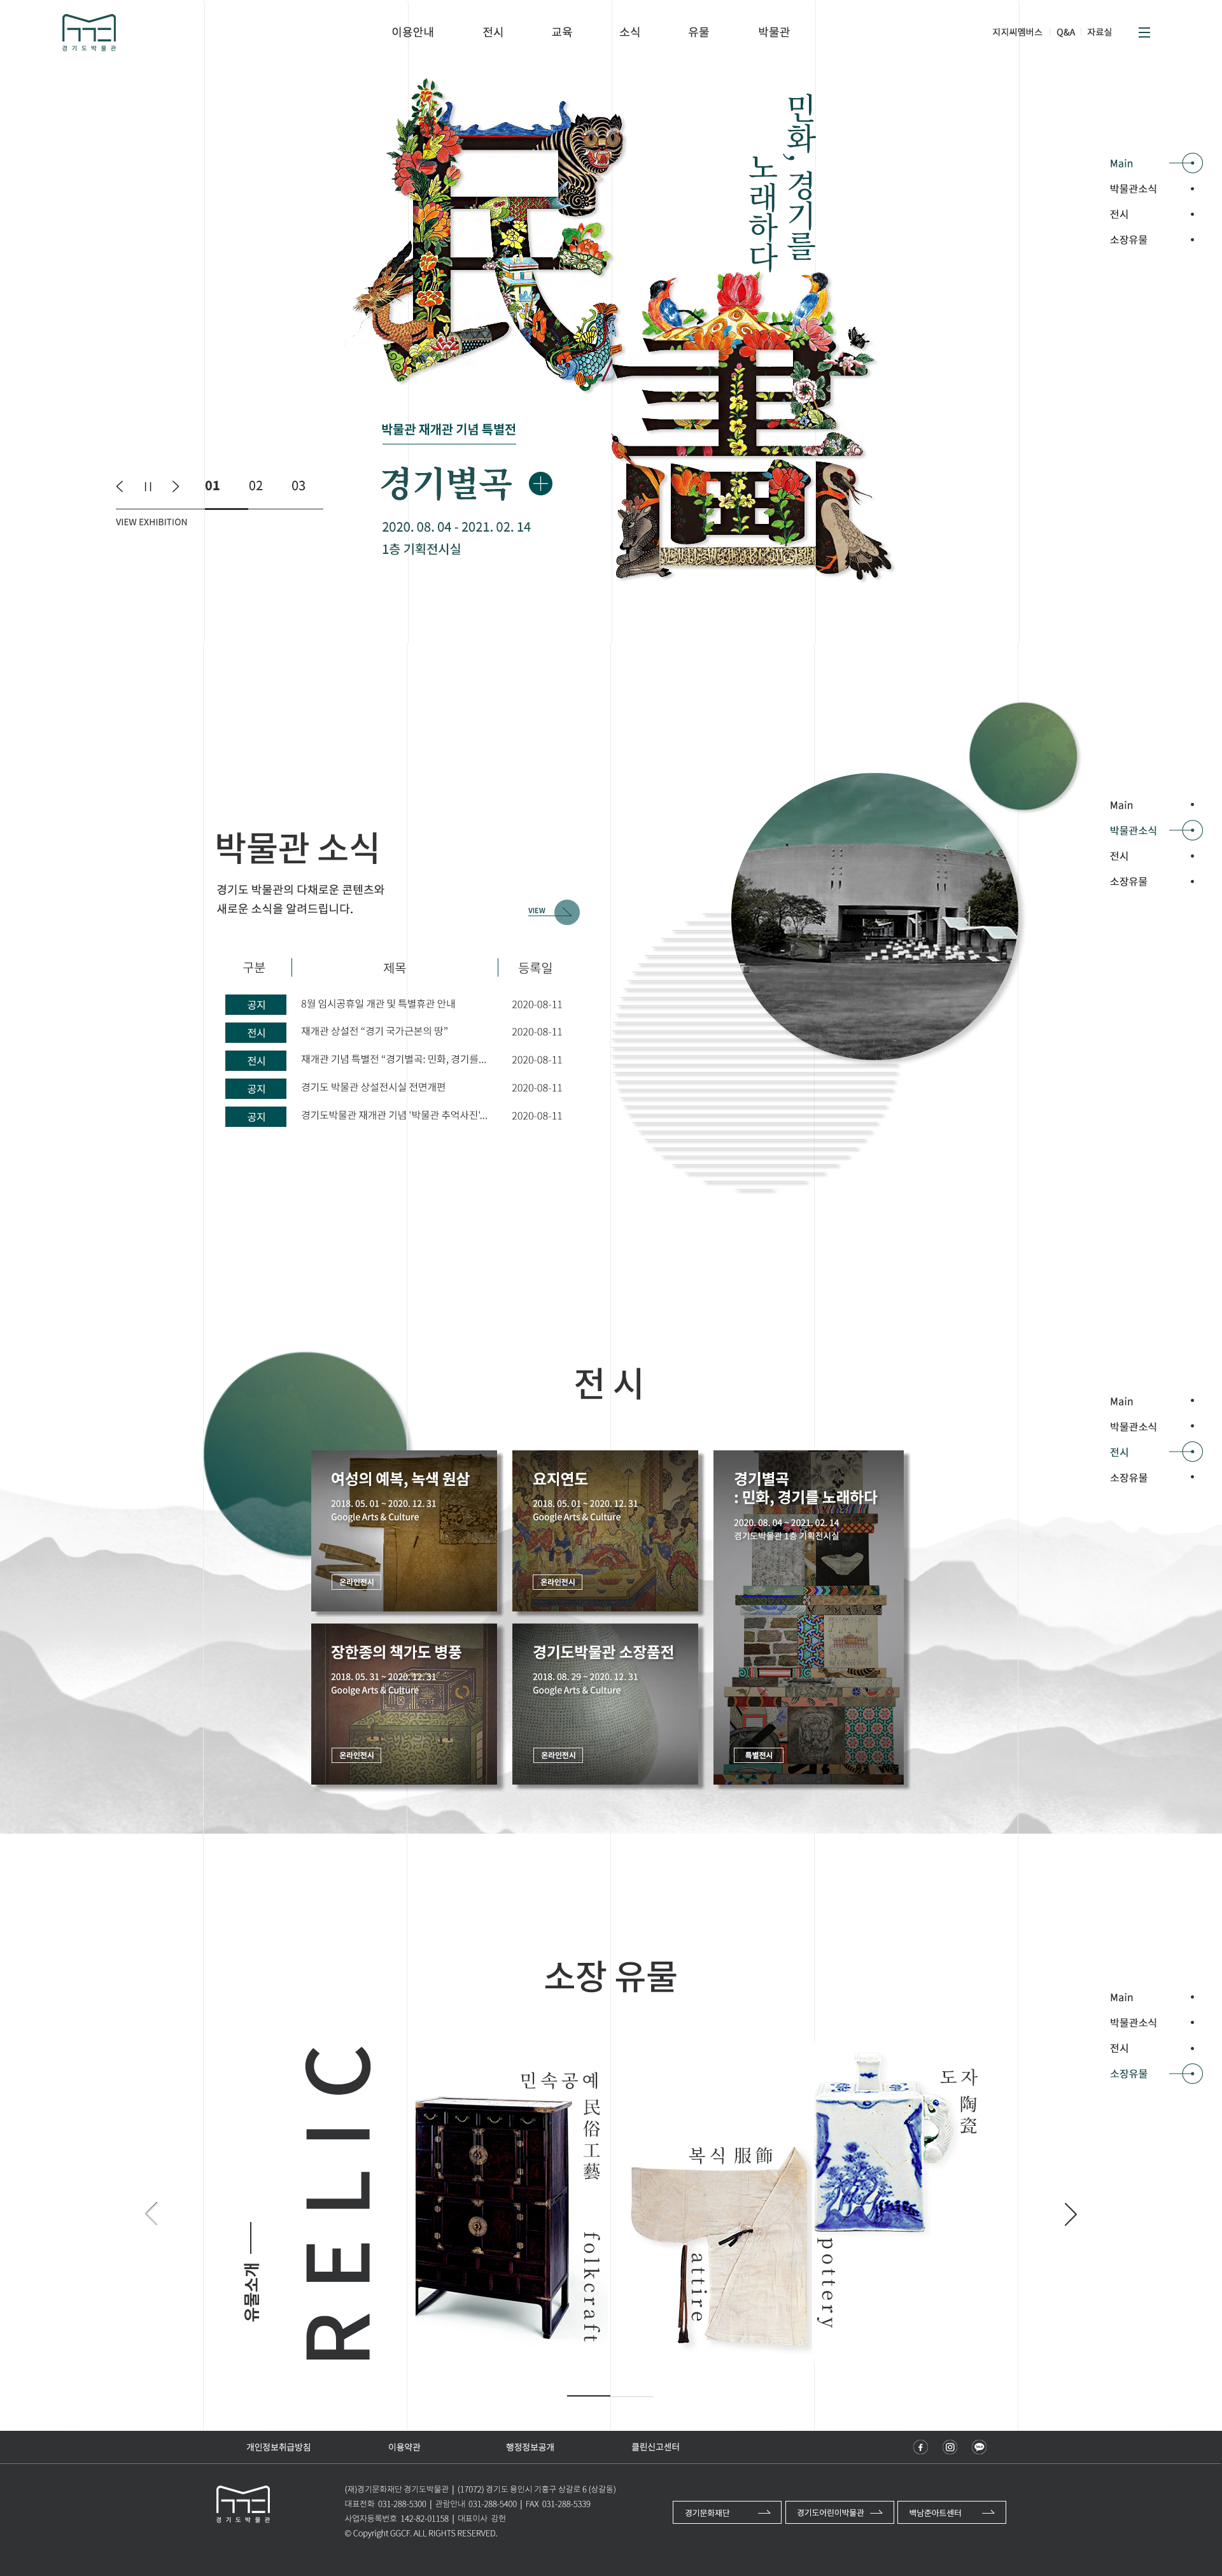 경기도박물관
이용안내
전시
교육
소식
유물
박물관
지지씨멤버스
Q&A
자료실
民
畵
민화, 경기를
노래하다
Main
박물관소식
전시
소장유물
박물관 재개관 기념 특별전
경기별곡
2020. 08. 04 - 2021. 02. 14
1층 기획전시실
01 02 03
VIEW EXHIBITION
박물관 소식
경기도 박물관의 다채로운 콘텐츠와
새로운 소식을 알려드립니다.
VIEW
Main
박물관소식
전시
소장유물
구분 제목 등록일
공지 8월 임시공휴일 개관 및 특별휴관 안내 2020-08-11
전시 재개관 상설전 “경기 국가근본의 땅” 2020-08-11
전시 재개관 기념 특별전 “경기별곡: 민화, 경기를... 2020-08-11
공지 경기도 박물관 상설전시실 전면개편 2020-08-11
공지 경기도박물관 재개관 기념 '박물관 추억사진'... 2020-08-11
전 시
Main
박물관소식
전시
소장유물
여성의 예복, 녹색 원삼
2018. 05. 01 ~ 2020. 12. 31
Google Arts & Culture
온라인전시
요지연도
2018. 05. 01 ~ 2020. 12. 31
Google Arts & Culture
온라인전시
경기별곡
: 민화, 경기를 노래하다
2020. 08. 04 ~ 2021. 02. 14
경기도박물관 1층 기획전시실
특별전시
장한종의 책가도 병풍
2018. 05. 31 ~ 2020. 12. 31
Goolge Arts & Culture
온라인전시
경기도박물관 소장품전
2018. 08. 29 ~ 2020. 12. 31
Google Arts & Culture
온라인전시
소장 유물
Main
박물관소식
전시
소장유물
유물소개
RELIC
민속공예
民俗工藝
folkcraft
복식 服飾
attire
도자
陶瓷
pottery
개인정보취급방침
이용약관
행정정보공개
클린신고센터
경기도박물관
(재)경기문화재단 경기도박물관 | (17072) 경기도 용인시 기흥구 상갈로 6 (상갈동)
대표전화 031-288-5300 | 관람안내 031-288-5400 | FAX 031-288-5339
사업자등록번호 142-82-01158 | 대표이사 강헌
© Copyright GGCF. ALL RIGHTS RESERVED.
경기문화재단
경기도어린이박물관
백남준아트센터